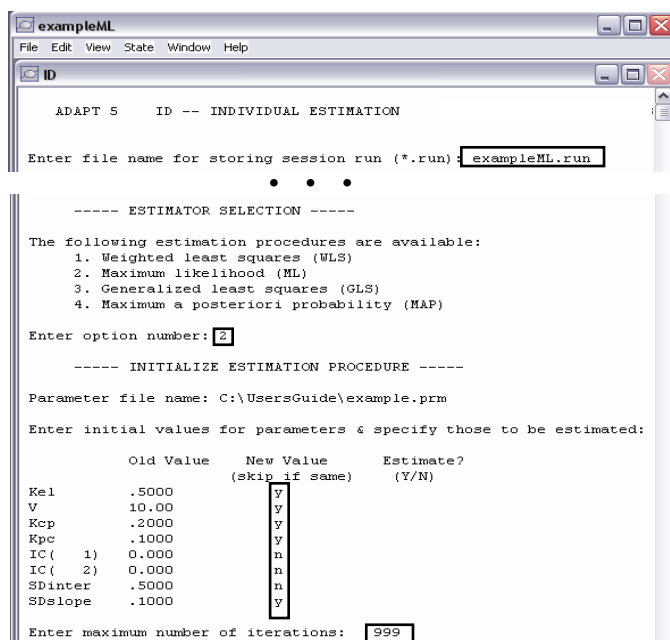 exampleML
File Edit View State Window Help
ID
ADAPT 5 ID -- INDIVIDUAL ESTIMATION
Enter file name for storing session run (*.run): exampleML.run
• • •
----- ESTIMATOR SELECTION -----
The following estimation procedures are available:
1. Weighted least squares (WLS)
2. Maximum likelihood (ML)
3. Generalized least squares (GLS)
4. Maximum a posteriori probability (MAP)
Enter option number: 2
----- INITIALIZE ESTIMATION PROCEDURE -----
Parameter file name: C:\UsersGuide\example.prm
Enter initial values for parameters & specify those to be estimated:
Old Value New Value Estimate?
(skip if same) (Y/N)
Kel .5000 y
V 10.00 y
Kcp .2000 y
Kpc .1000 y
IC( 1) 0.000 n
IC( 2) 0.000 n
SDinter .5000 n
SDslope .1000 y
Enter maximum number of iterations: 999